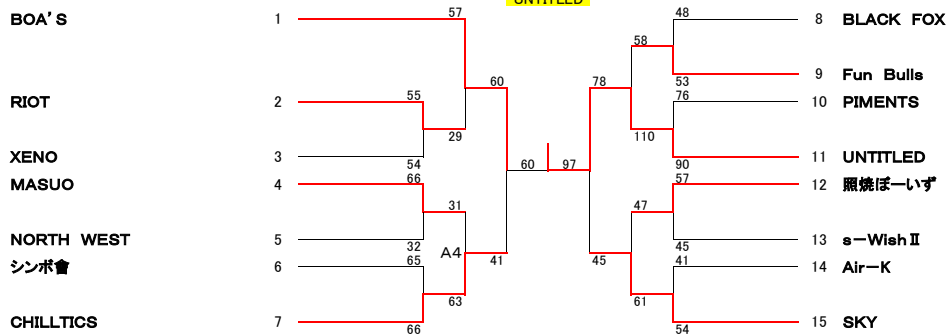 UNTITLED
BOA'S 1 57 48 8 BLACK FOX
58
60 78 53 9 Fun Bulls
RIOT 2 55 76 10 PIMENTS
29 110
XENO 3 54 60 97 90 11 UNTITLED
MASUO 4 66 57 12 照焼ぼーいず
31 47
NORTH WEST 5 32 45 13 s－WishⅡ
A4 41 45
シンボ會 6 65 41 14 Air－K
63 61
CHILLTICS 7 66 54 15 SKY